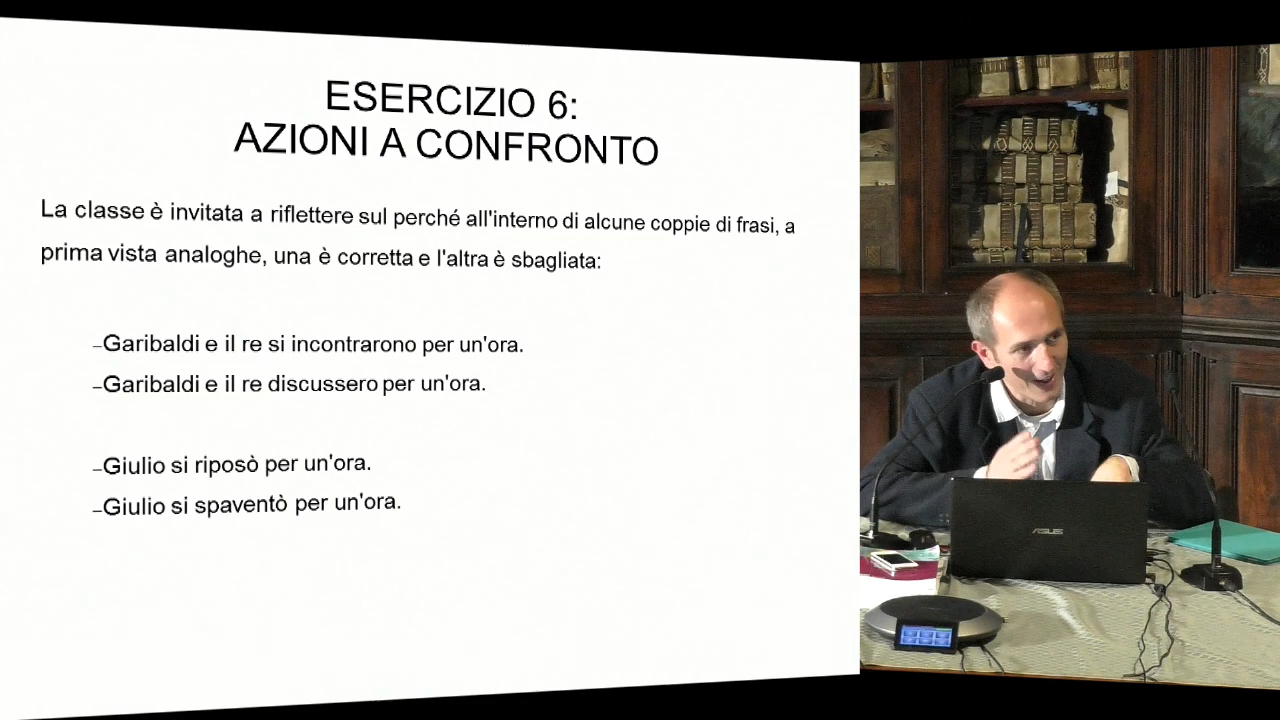 ESERCIZIO 6:
AZIONI A CONFRONTO
La classe è invitata a riflettere sul perché all'interno di alcune coppie di frasi, a
prima vista analoghe, una è corretta e l'altra è sbagliata:
–Garibaldi e il re si incontrarono per un'ora.
–Garibaldi e il re discussero per un'ora.
–Giulio si riposò per un'ora.
–Giulio si spaventò per un'ora.
ASUS